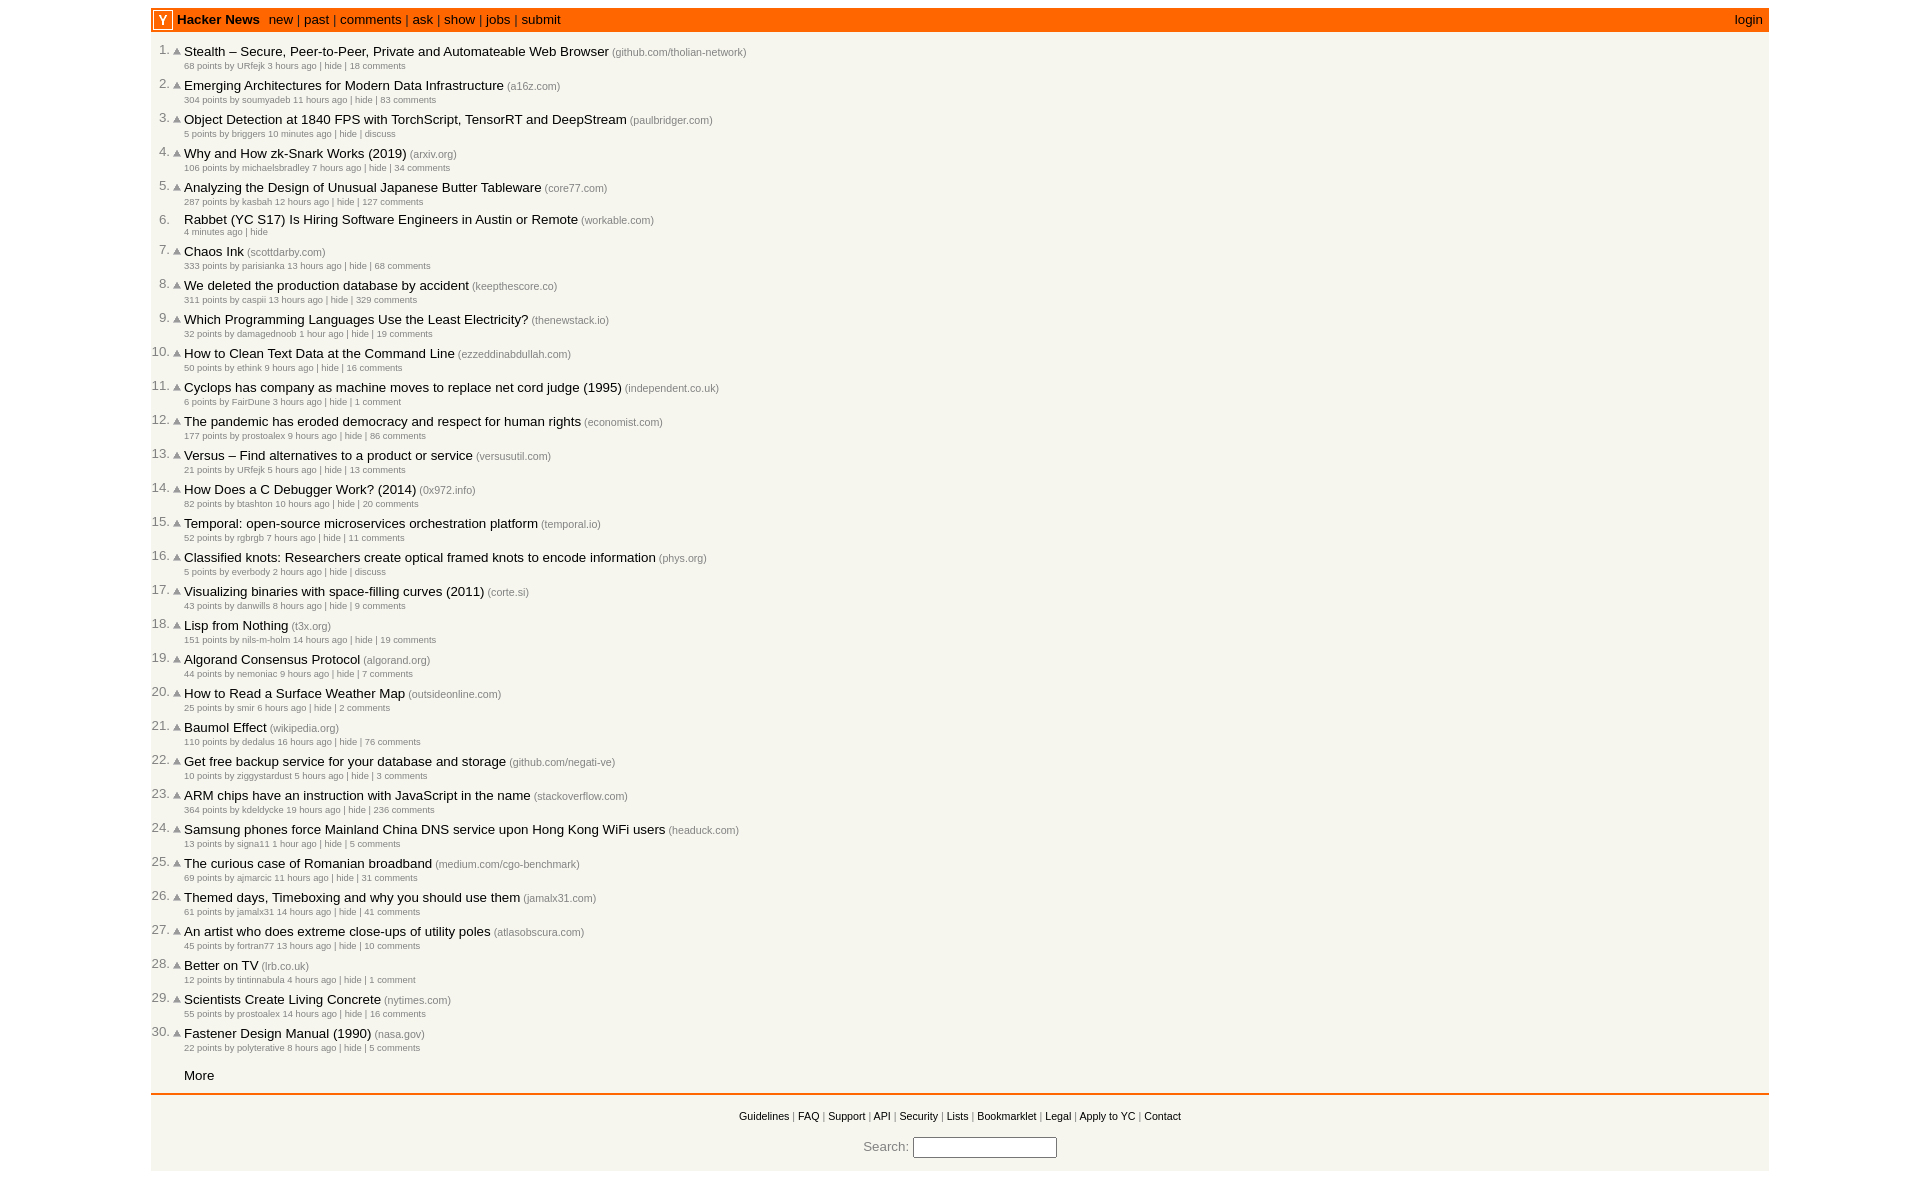 Y Hacker News new | past | comments | ask | show | jobs | submit login
1. Stealth – Secure, Peer-to-Peer, Private and Automateable Web Browser (github.com/tholian-network)
68 points by URfejk 3 hours ago | hide | 18 comments
2. Emerging Architectures for Modern Data Infrastructure (a16z.com)
304 points by soumyadeb 11 hours ago | hide | 83 comments
3. Object Detection at 1840 FPS with TorchScript, TensorRT and DeepStream (paulbridger.com)
5 points by briggers 10 minutes ago | hide | discuss
4. Why and How zk-Snark Works (2019) (arxiv.org)
106 points by michaelsbradley 7 hours ago | hide | 34 comments
5. Analyzing the Design of Unusual Japanese Butter Tableware (core77.com)
287 points by kasbah 12 hours ago | hide | 127 comments
6. Rabbet (YC S17) Is Hiring Software Engineers in Austin or Remote (workable.com)
4 minutes ago | hide
7. Chaos Ink (scottdarby.com)
333 points by parisianka 13 hours ago | hide | 68 comments
8. We deleted the production database by accident (keepthescore.co)
311 points by caspii 13 hours ago | hide | 329 comments
9. Which Programming Languages Use the Least Electricity? (thenewstack.io)
32 points by damagednoob 1 hour ago | hide | 19 comments
10. How to Clean Text Data at the Command Line (ezzeddinabdullah.com)
50 points by ethink 9 hours ago | hide | 16 comments
11. Cyclops has company as machine moves to replace net cord judge (1995) (independent.co.uk)
6 points by FairDune 3 hours ago | hide | 1 comment
12. The pandemic has eroded democracy and respect for human rights (economist.com)
177 points by prostoalex 9 hours ago | hide | 86 comments
13. Versus – Find alternatives to a product or service (versusutil.com)
21 points by URfejk 5 hours ago | hide | 13 comments
14. How Does a C Debugger Work? (2014) (0x972.info)
82 points by btashton 10 hours ago | hide | 20 comments
15. Temporal: open-source microservices orchestration platform (temporal.io)
52 points by rgbrgb 7 hours ago | hide | 11 comments
16. Classified knots: Researchers create optical framed knots to encode information (phys.org)
5 points by everbody 2 hours ago | hide | discuss
17. Visualizing binaries with space-filling curves (2011) (corte.si)
43 points by danwills 8 hours ago | hide | 9 comments
18. Lisp from Nothing (t3x.org)
151 points by nils-m-holm 14 hours ago | hide | 19 comments
19. Algorand Consensus Protocol (algorand.org)
44 points by nemoniac 9 hours ago | hide | 7 comments
20. How to Read a Surface Weather Map (outsideonline.com)
25 points by smir 6 hours ago | hide | 2 comments
21. Baumol Effect (wikipedia.org)
110 points by dedalus 16 hours ago | hide | 76 comments
22. Get free backup service for your database and storage (github.com/negati-ve)
10 points by ziggystardust 5 hours ago | hide | 3 comments
23. ARM chips have an instruction with JavaScript in the name (stackoverflow.com)
364 points by kdeldycke 19 hours ago | hide | 236 comments
24. Samsung phones force Mainland China DNS service upon Hong Kong WiFi users (headuck.com)
13 points by signa11 1 hour ago | hide | 5 comments
25. The curious case of Romanian broadband (medium.com/cgo-benchmark)
69 points by ajmarcic 11 hours ago | hide | 31 comments
26. Themed days, Timeboxing and why you should use them (jamalx31.com)
61 points by jamalx31 14 hours ago | hide | 41 comments
27. An artist who does extreme close-ups of utility poles (atlasobscura.com)
45 points by fortran77 13 hours ago | hide | 10 comments
28. Better on TV (lrb.co.uk)
12 points by tintinnabula 4 hours ago | hide | 1 comment
29. Scientists Create Living Concrete (nytimes.com)
55 points by prostoalex 14 hours ago | hide | 16 comments
30. Fastener Design Manual (1990) (nasa.gov)
22 points by polyterative 8 hours ago | hide | 5 comments
More
Guidelines | FAQ | Support | API | Security | Lists | Bookmarklet | Legal | Apply to YC | Contact
Search: